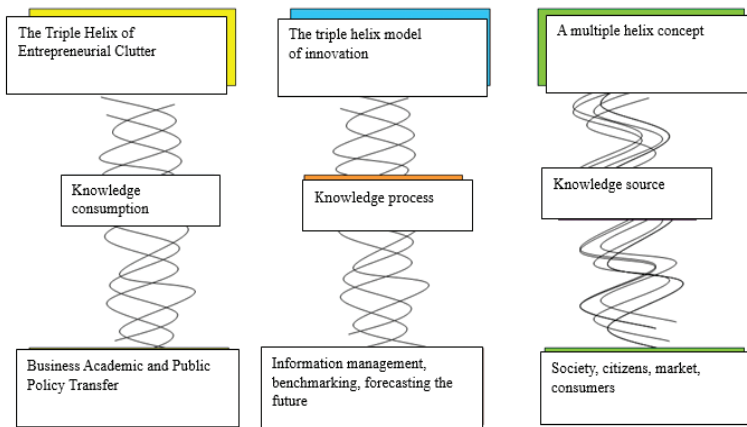 The Triple Helix of
Entrepreneurial Clutter
The triple helix model
of innovation
A multiple helix concept
Knowledge
consumption
Knowledge process
Knowledge source
Business Academic and Public
Policy Transfer
Information management,
benchmarking, forecasting the
future
Society, citizens, market,
consumers